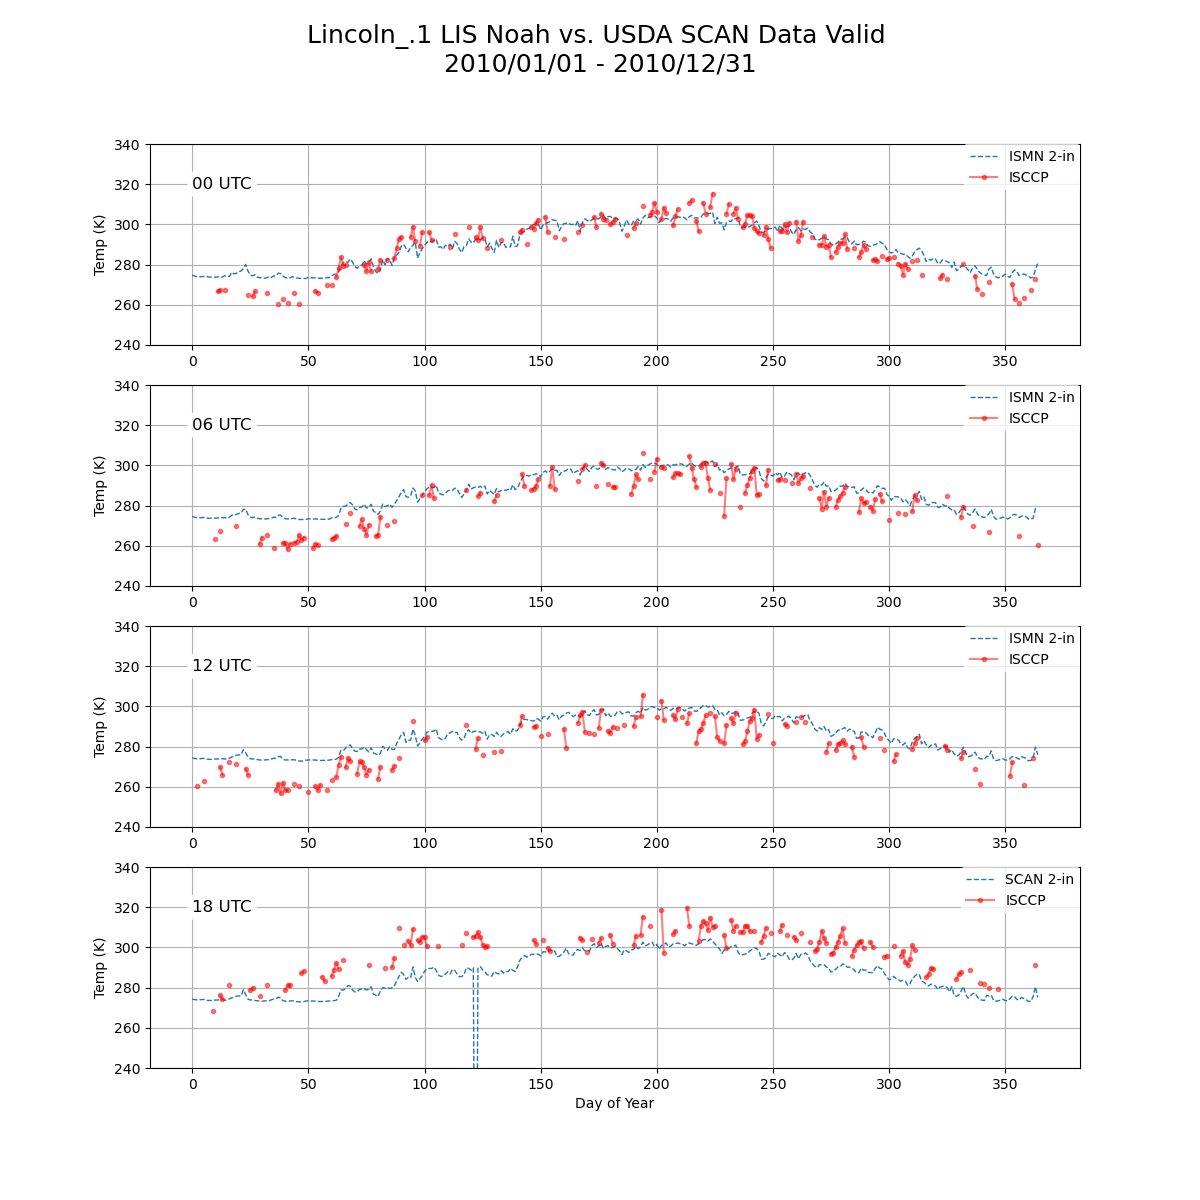 Lincoln_.1 LIS Noah vs. USDA SCAN Data Valid
2010/01/01 - 2010/12/31
340
320
300
280
260
240
Temp (K)
00 UTC
ISMN 2-in
ISCCP
0 50 100 150 200 250 300 350
340
320
300
280
260
240
Temp (K)
06 UTC
ISMN 2-in
ISCCP
0 50 100 150 200 250 300 350
340
320
300
280
260
240
Temp (K)
12 UTC
ISMN 2-in
ISCCP
0 50 100 150 200 250 300 350
340
320
300
280
260
240
Temp (K)
18 UTC
SCAN 2-in
ISCCP
0 50 100 150 200 250 300 350
Day of Year